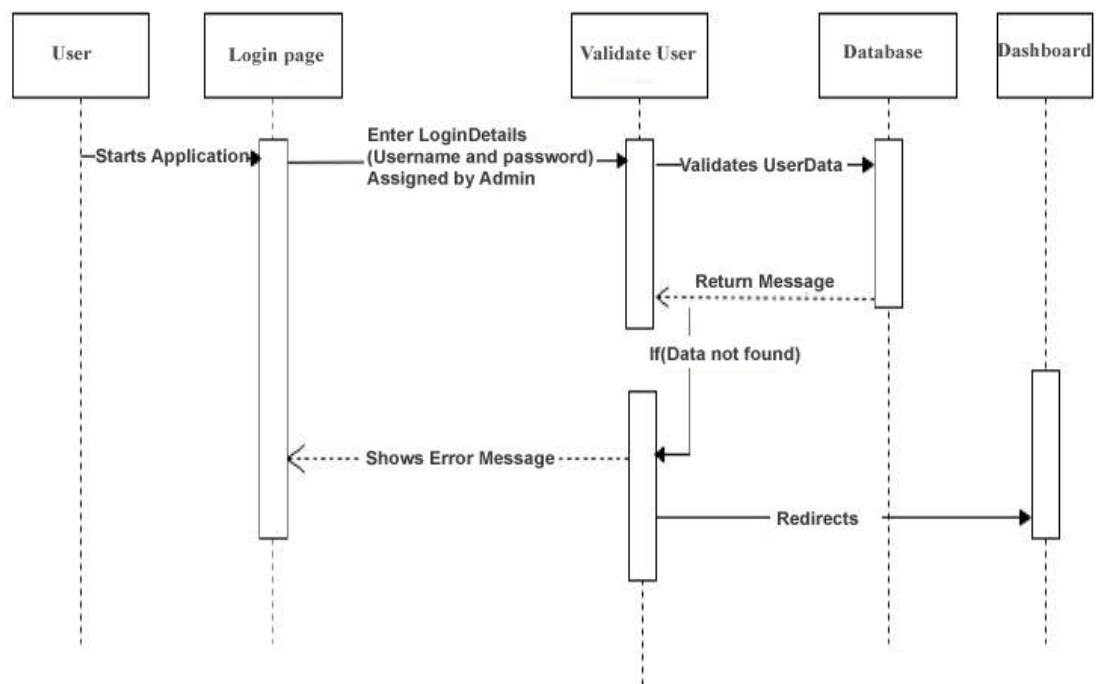 User
Login page
Validate User
Database
Dashboard
Starts Application
Enter LoginDetails
(Username and password)
Assigned by Admin
Validates UserData
Return Message
If(Data not found)
Shows Error Message
Redirects